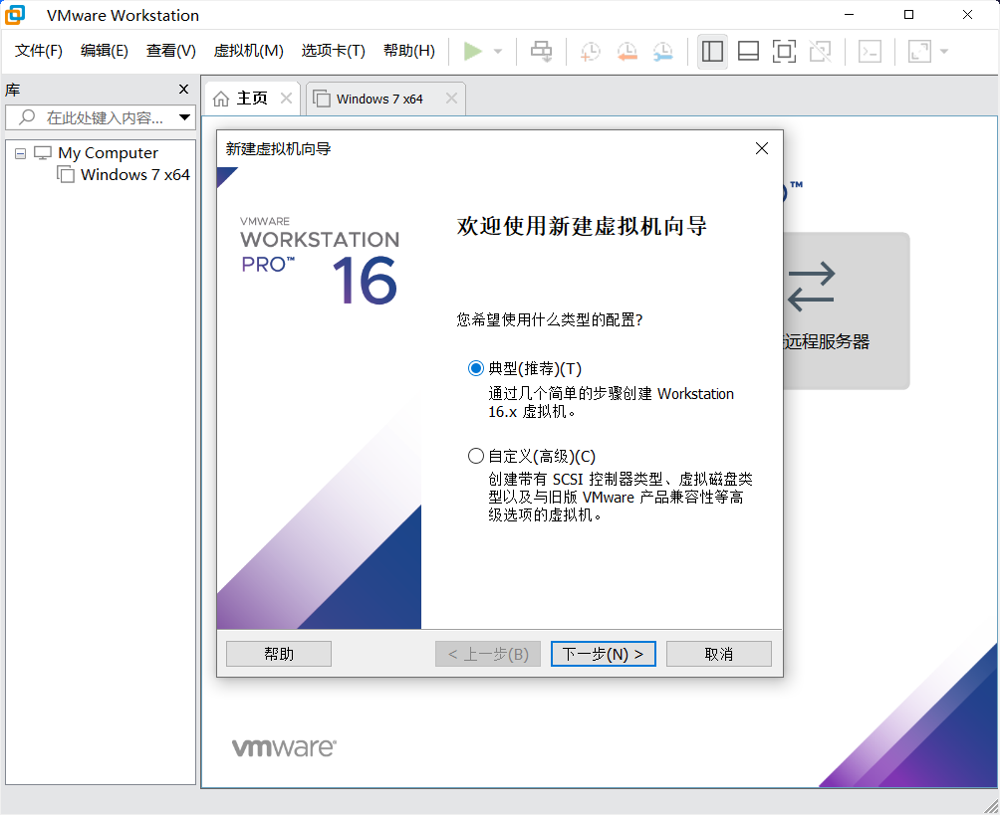 VMware Workstation
文件(F) 编辑(E) 查看(V) 虚拟机(M) 选项卡(T) 帮助(H)
库
在此处键入内容...
My Computer
Windows 7 x64
主页
Windows 7 x64
新建虚拟机向导
VMWARE
WORKSTATION
PRO™ 16
欢迎使用新建虚拟机向导
您希望使用什么类型的配置?
典型(推荐)(T)
通过几个简单的步骤创建 Workstation
16.x 虚拟机。
自定义(高级)(C)
创建带有 SCSI 控制器类型、虚拟磁盘类
型以及与旧版 VMware 产品兼容性等高
级选项的虚拟机。
帮助
< 上一步(B)
下一步(N) >
取消
™
远程服务器
vmware®